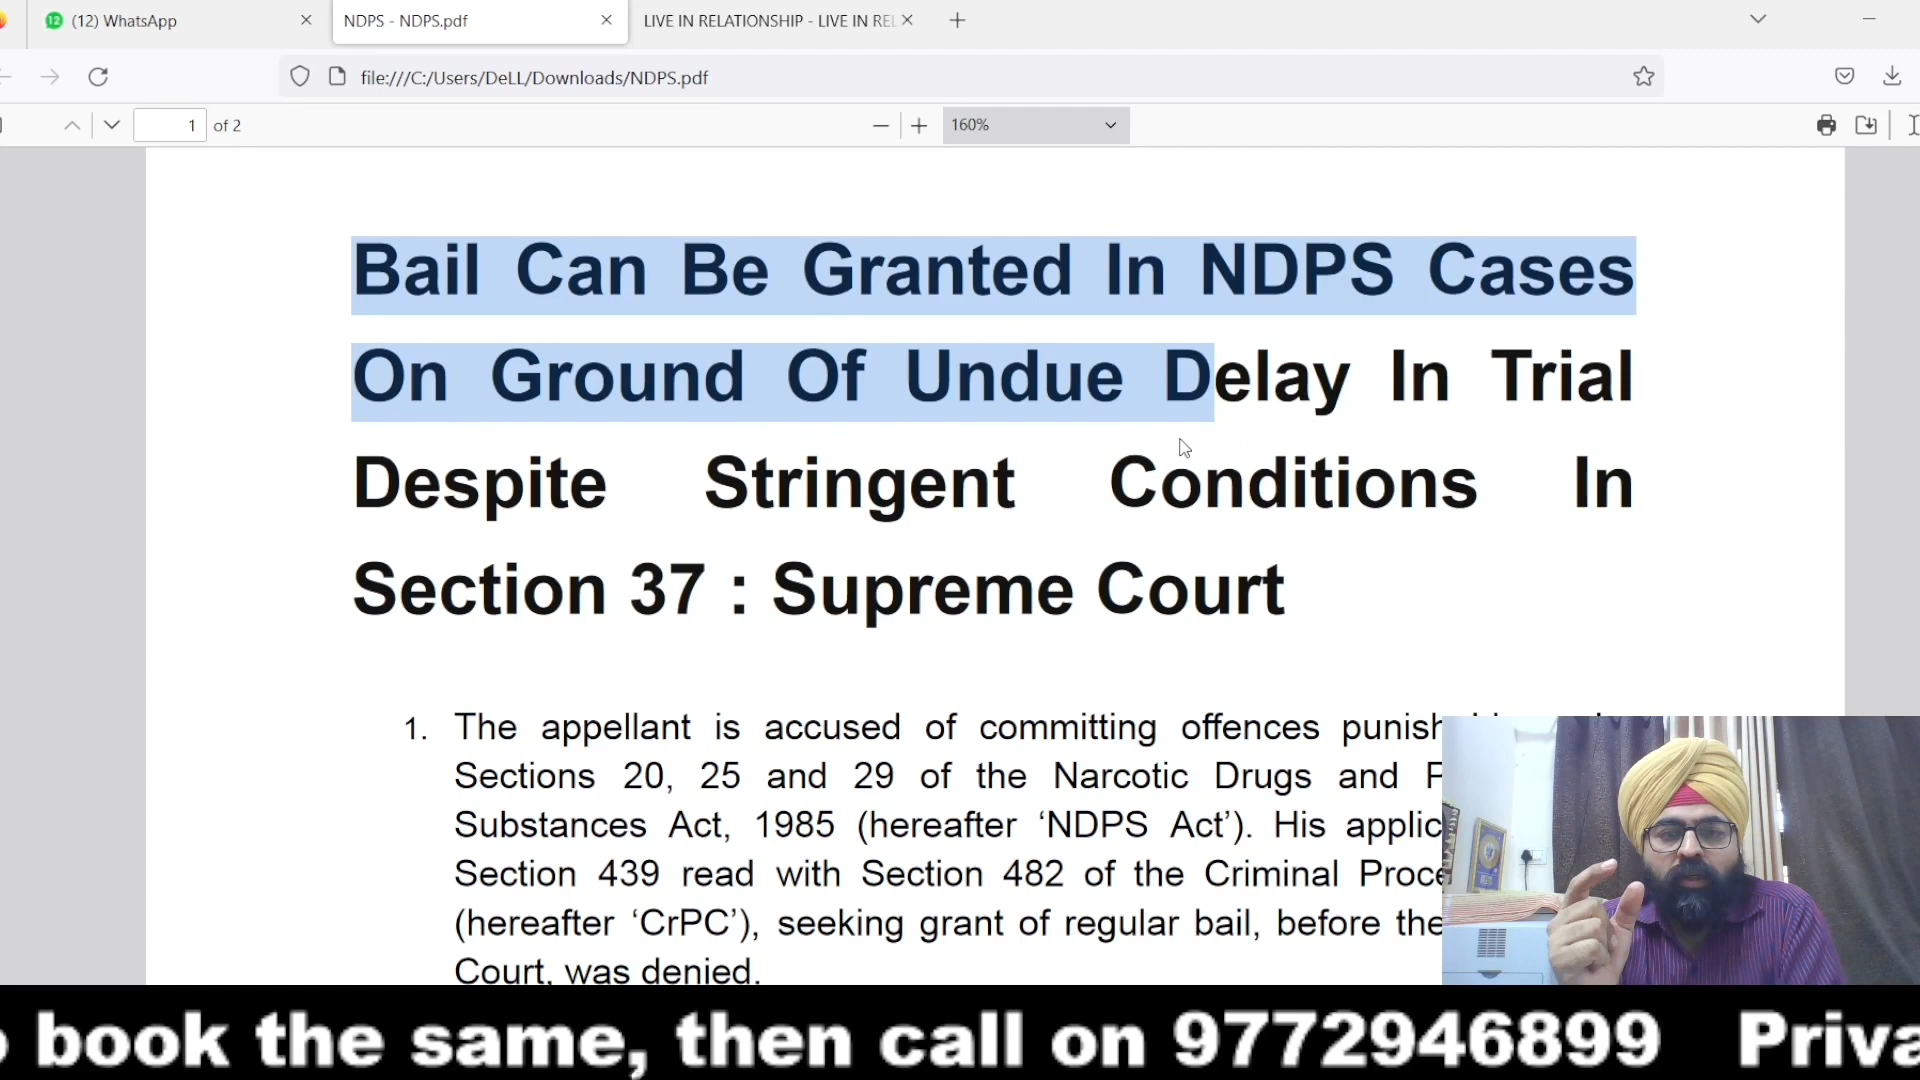 (12) WhatsApp
NDPS - NDPS.pdf
LIVE IN RELATIONSHIP - LIVE IN REL
file:///C:/Users/DeLL/Downloads/NDPS.pdf
1 of 2
160%
Bail Can Be Granted In NDPS Cases
On Ground Of Undue Delay In Trial
Despite Stringent Conditions In
Section 37 : Supreme Court
1. The appellant is accused of committing offences punish
Sections 20, 25 and 29 of the Narcotic Drugs and P
Substances Act, 1985 (hereafter ‘NDPS Act’). His applic
Section 439 read with Section 482 of the Criminal Proce
(hereafter ‘CrPC’), seeking grant of regular bail, before the
Court, was denied.
book the same, then call on 9772946899 Priva